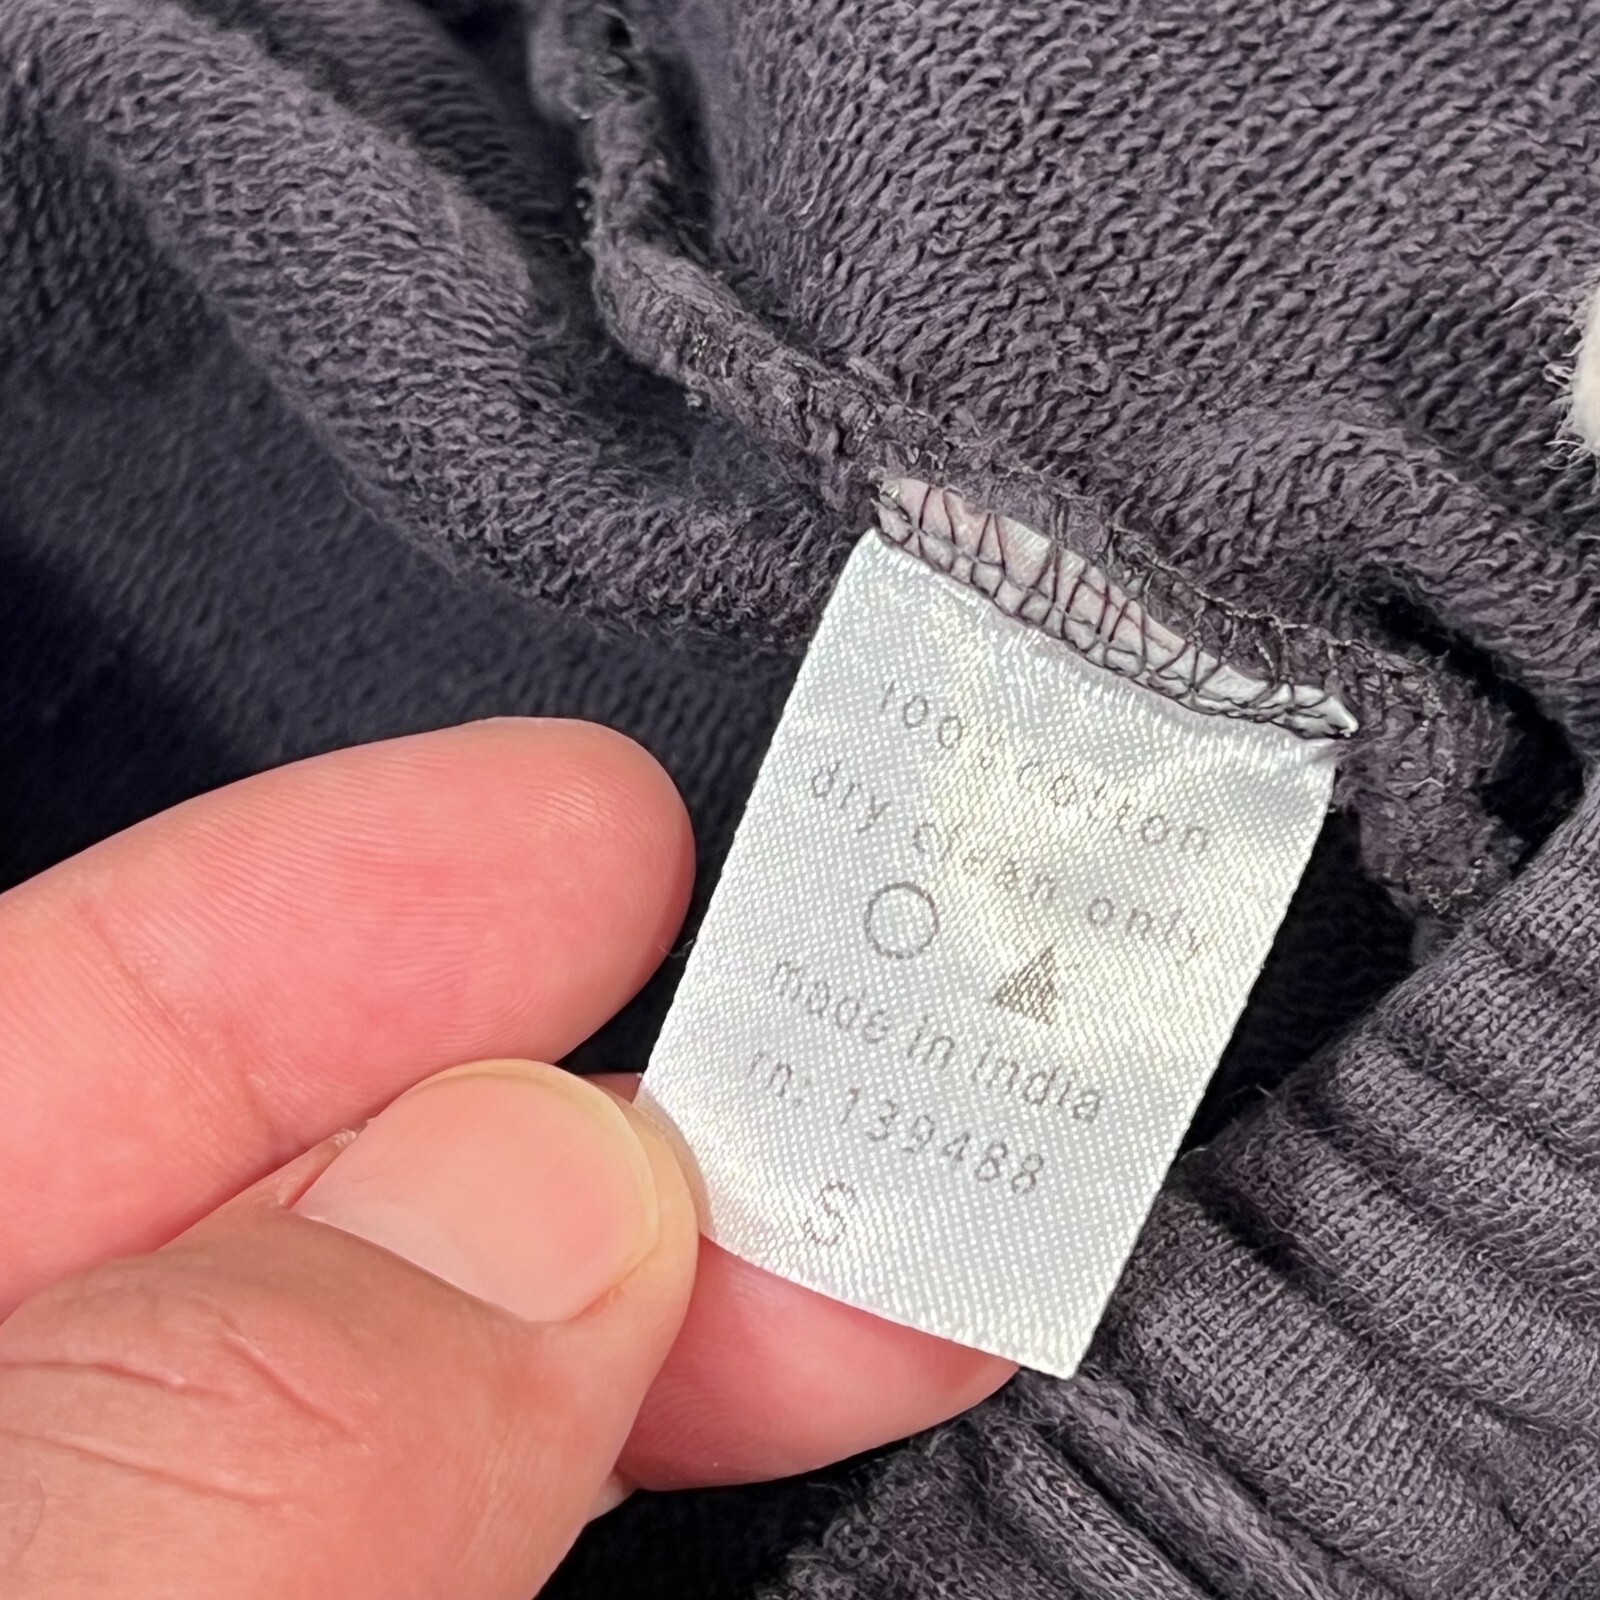 100% cotton
dry clean only
made in india
rn: 139488
S